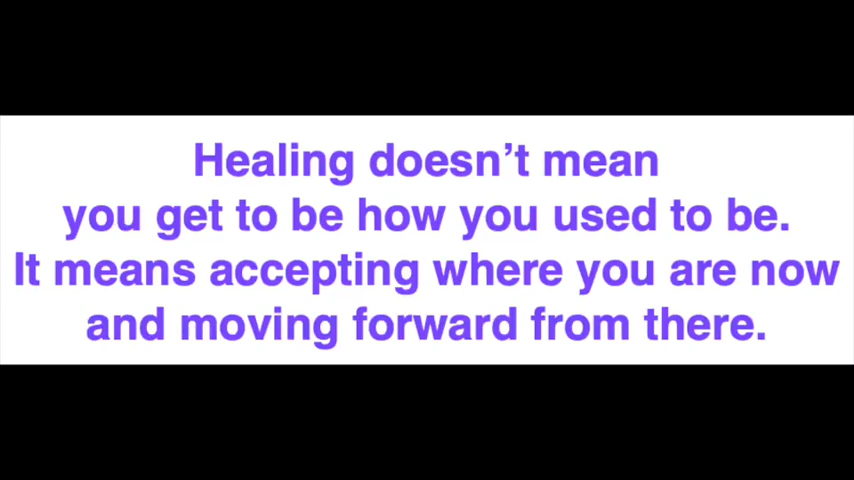 Healing doesn’t mean
you get to be how you used to be.
It means accepting where you are now
and moving forward from there.